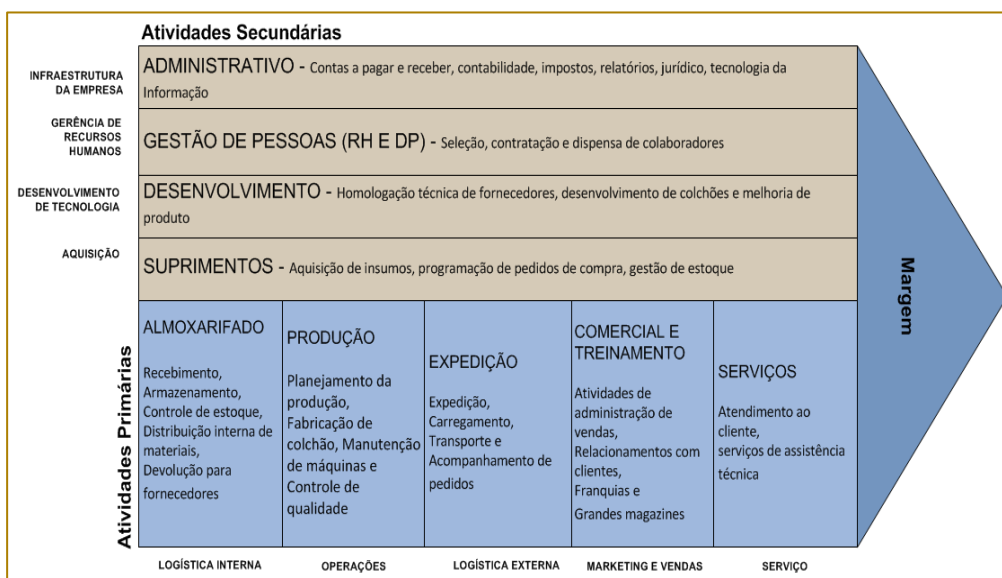 Atividades Secundárias
INFRAESTRUTURA
DA EMPRESA
ADMINISTRATIVO - Contas a pagar e receber, contabilidade, impostos, relatórios, jurídico, tecnologia da
Informação
GERÊNCIA DE
RECURSOS
HUMANOS
GESTÃO DE PESSOAS (RH E DP) - Seleção, contratação e dispensa de colaboradores
DESENVOLVIMENTO
DE TECNOLOGIA
DESENVOLVIMENTO - Homologação técnica de fornecedores, desenvolvimento de colchões e melhoria de
produto
AQUISIÇÃO
SUPRIMENTOS - Aquisição de insumos, programação de pedidos de compra, gestão de estoque
Atividades Primárias
ALMOXARIFADO
Recebimento,
Armazenamento,
Controle de estoque,
Distribuição interna de
materiais,
Devolução para
fornecedores
PRODUÇÃO
Planejamento da
produção,
Fabricação de
colchão, Manutenção
de máquinas e
Controle de
qualidade
EXPEDIÇÃO
Expedição,
Carregamento,
Transporte e
Acompanhamento de
pedidos
COMERCIAL E
TREINAMENTO
Atividades de
administração de
vendas,
Relacionamentos com
clientes,
Franquias e
Grandes magazines
SERVIÇOS
Atendimento ao
cliente,
serviços de assistência
técnica
Margem
LOGÍSTICA INTERNA
OPERAÇÕES
LOGÍSTICA EXTERNA
MARKETING E VENDAS
SERVIÇO